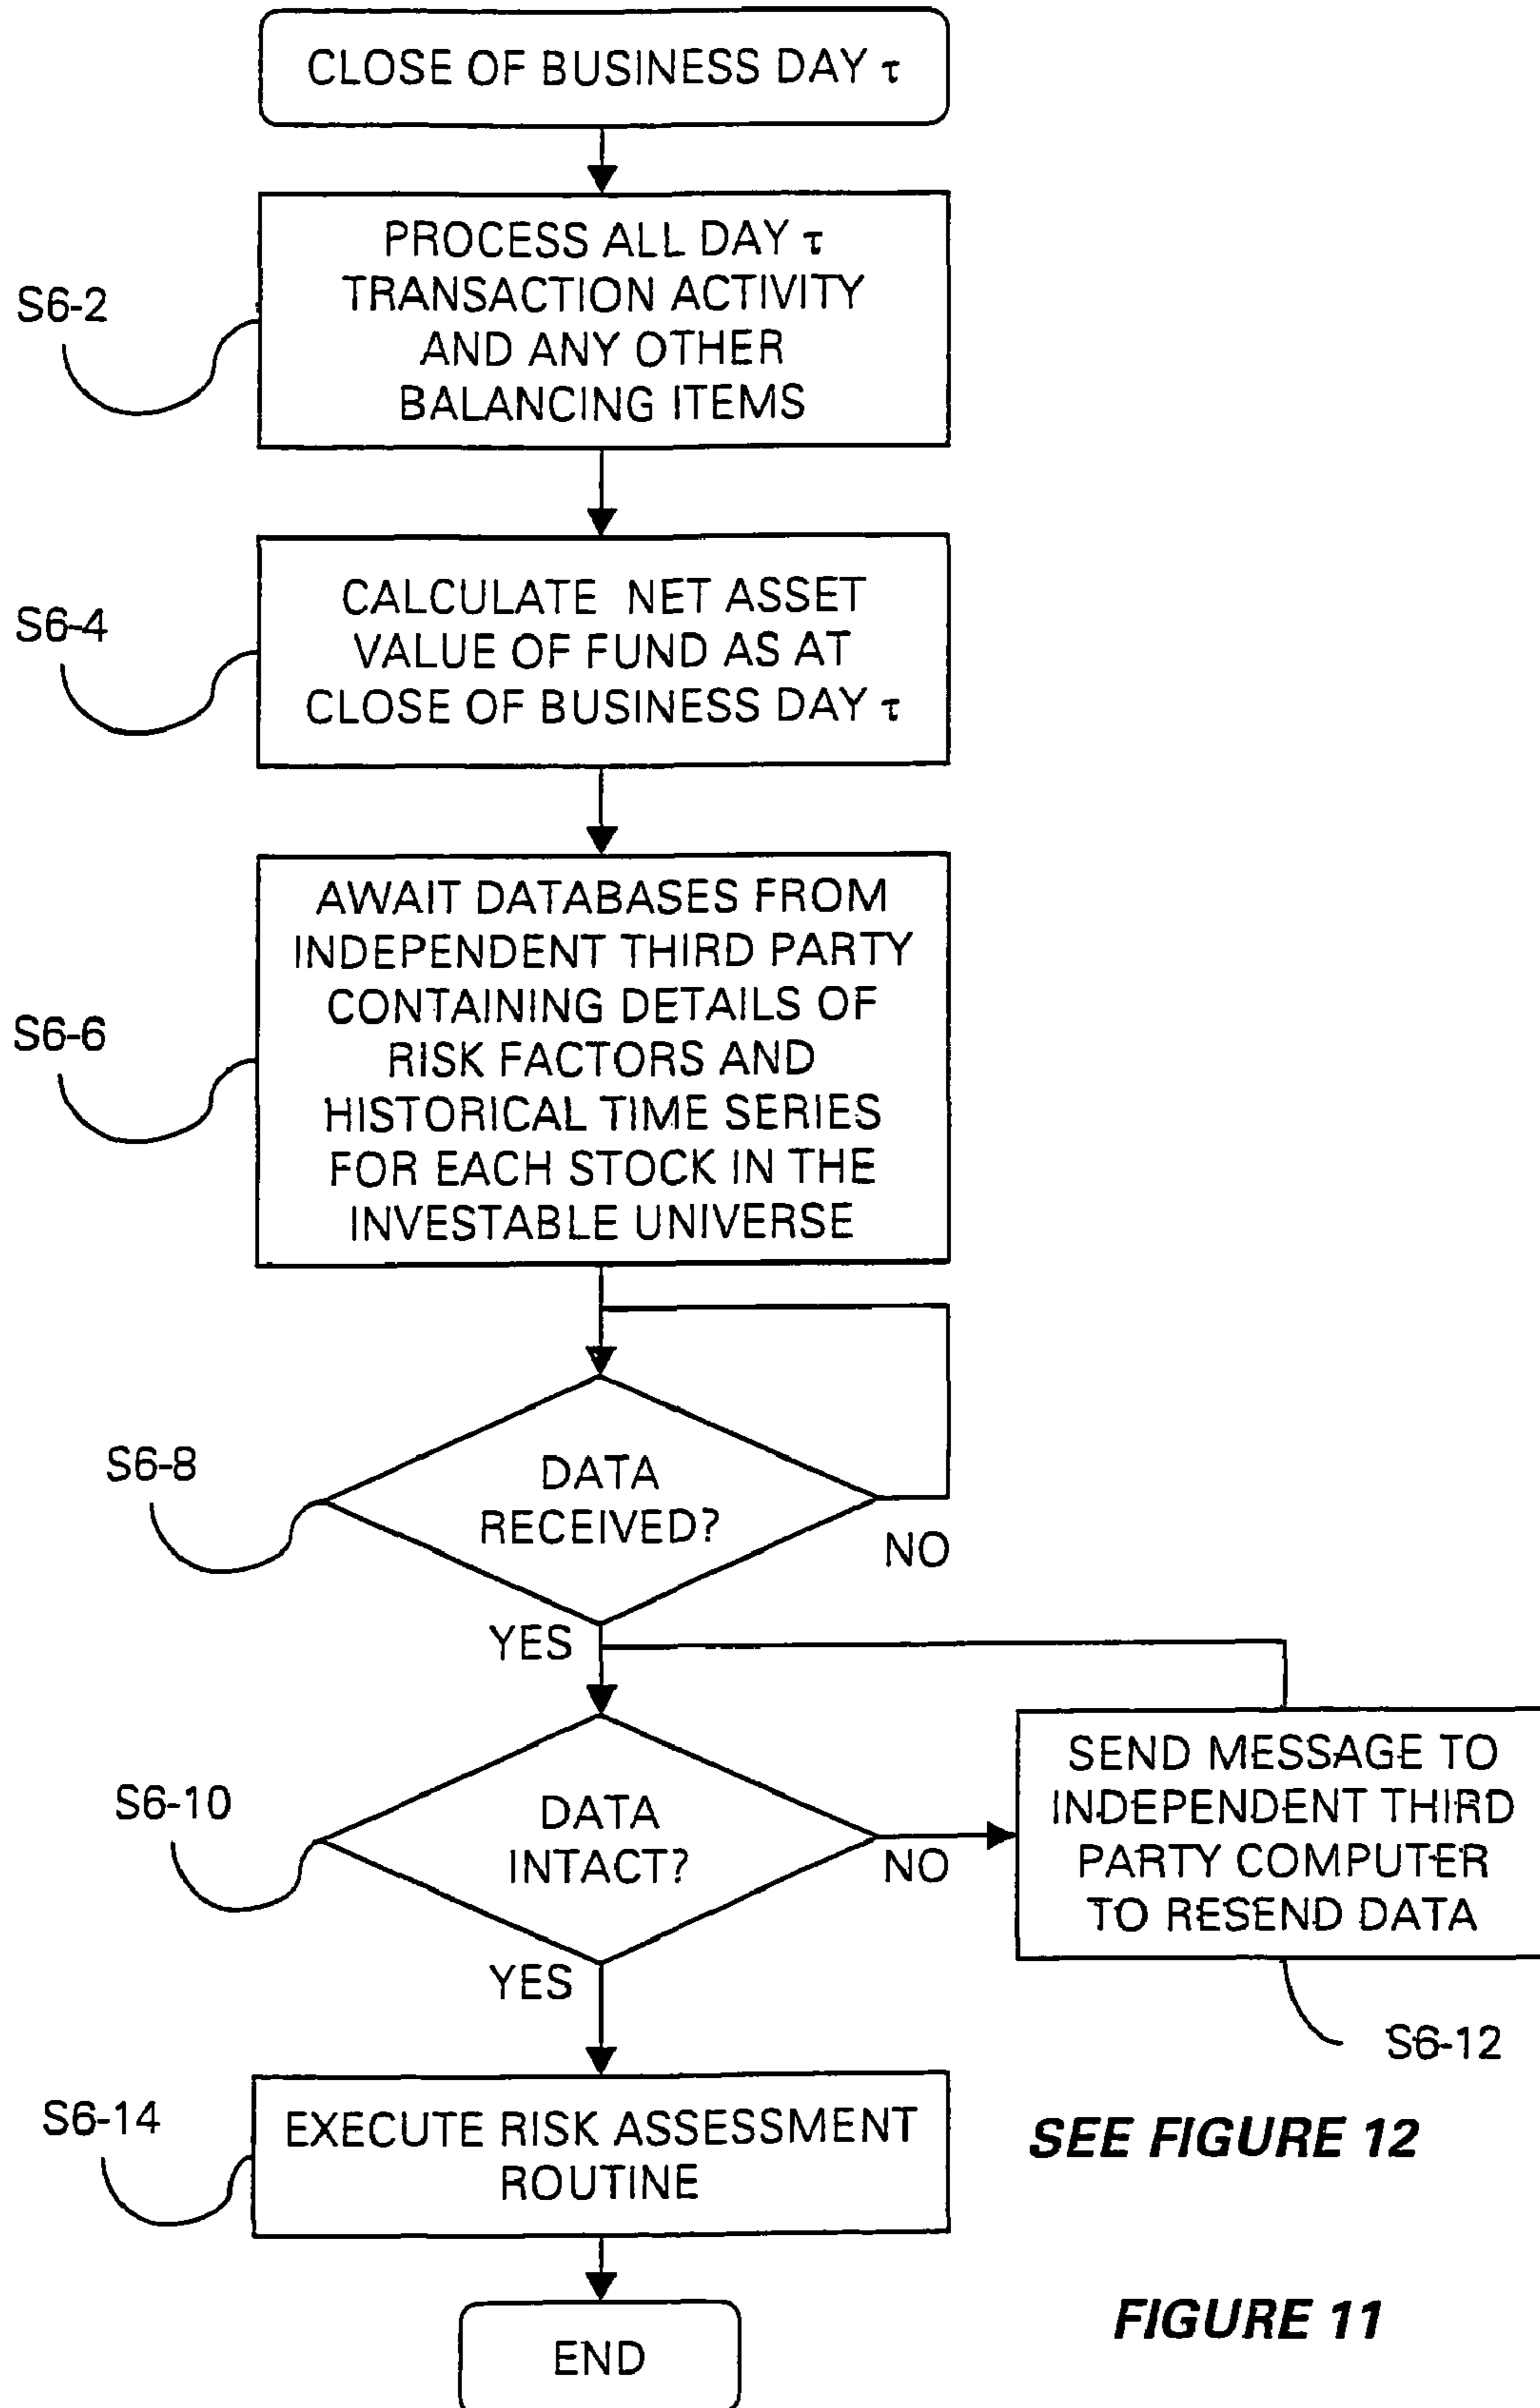 CLOSE OF BUSINESS DAY τ
PROCESS ALL DAY τ
TRANSACTION ACTIVITY
AND ANY OTHER
BALANCING ITEMS
S6-2
CALCULATE NET ASSET
VALUE OF FUND AS AT
CLOSE OF BUSINESS DAY τ
S6-4
AWAIT DATABASES FROM
INDEPENDENT THIRD PARTY
CONTAINING DETAILS OF
RISK FACTORS AND
HISTORICAL TIME SERIES
FOR EACH STOCK IN THE
INVESTABLE UNIVERSE
S6-6
DATA
RECEIVED?
S6-8
NO
YES
DATA
INTACT?
S6-10
NO
YES
SEND MESSAGE TO
INDEPENDENT THIRD
PARTY COMPUTER
TO RESEND DATA
S6-12
EXECUTE RISK ASSESSMENT
ROUTINE
S6-14
SEE FIGURE 12
END
FIGURE 11